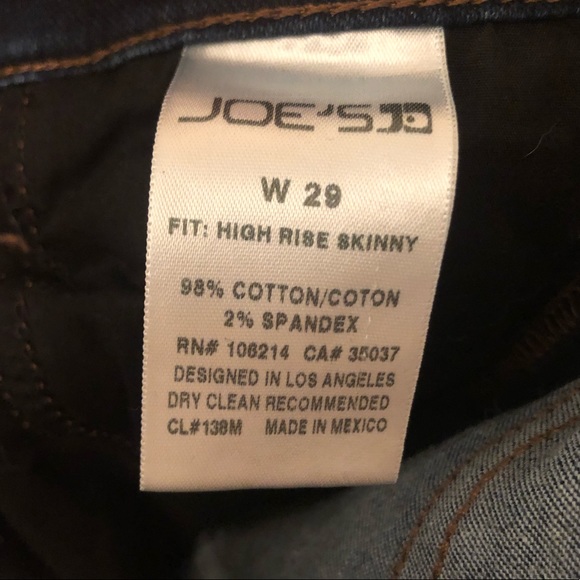 JOE'S
W 29
FIT: HIGH RISE SKINNY
98% COTTON/COTON
2% SPANDEX
RN# 106214 CA# 35037
DESIGNED IN LOS ANGELES
DRY CLEAN RECOMMENDED
CL#138M MADE IN MEXICO